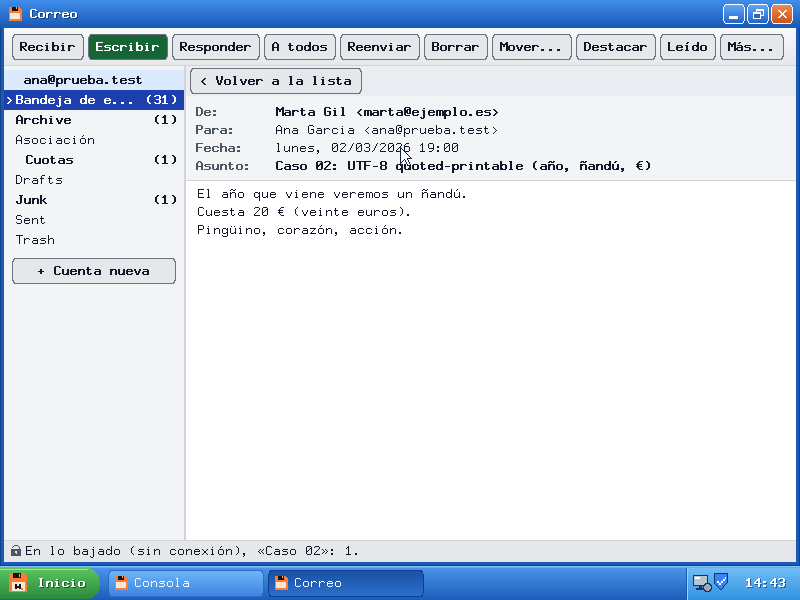 Correo
Recibir Escribir Responder A todos Reenviar Borrar Mover... Destacar Leído Más...
ana@prueba.test
>Bandeja de e... (31)
Archive (1)
Asociación
Cuotas (1)
Drafts
Junk (1)
Sent
Trash
+ Cuenta nueva
< Volver a la lista
De: Marta Gil <marta@ejemplo.es>
Para: Ana Garcia <ana@prueba.test>
Fecha: lunes, 02/03/2026 19:00
Asunto: Caso 02: UTF-8 quoted-printable (año, ñandú, €)
El año que viene veremos un ñandú.
Cuesta 20 € (veinte euros).
Pingüino, corazón, acción.
En lo bajado (sin conexión), «Caso 02»: 1.
Inicio Consola Correo 14:43